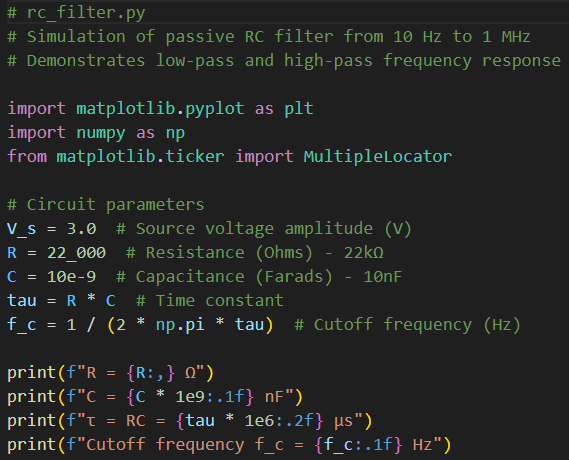 # rc_filter.py
# Simulation of passive RC filter from 10 Hz to 1 MHz
# Demonstrates low-pass and high-pass frequency response
import matplotlib.pyplot as plt
import numpy as np
from matplotlib.ticker import MultipleLocator
# Circuit parameters
V_s = 3.0  # Source voltage amplitude (V)
R = 22_000  # Resistance (Ohms) - 22kΩ
C = 10e-9  # Capacitance (Farads) - 10nF
tau = R * C  # Time constant
f_c = 1 / (2 * np.pi * tau)  # Cutoff frequency (Hz)
print(f"R = {R:,} Ω")
print(f"C = {C * 1e9:.1f} nF")
print(f"τ = RC = {tau * 1e6:.2f} μs")
print(f"Cutoff frequency f_c = {f_c:.1f} Hz")